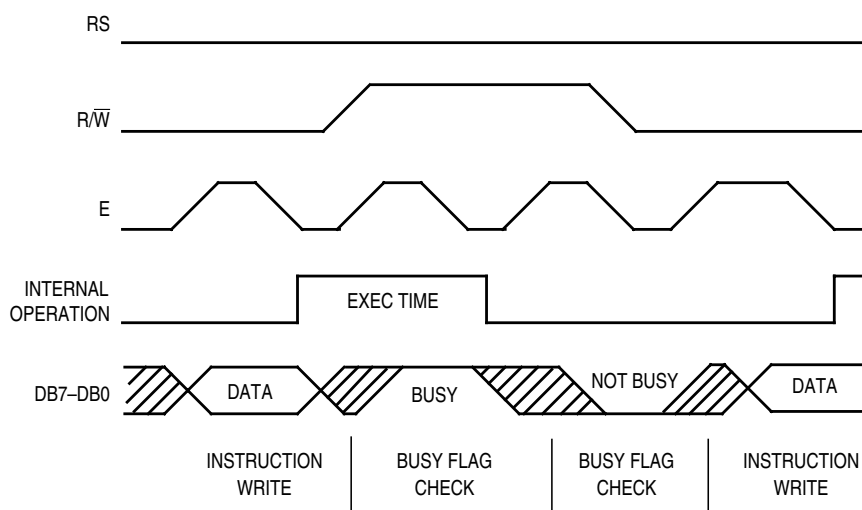 RS
R/W̅
E
INTERNAL
OPERATION
EXEC TIME
DB7–DB0
DATA
BUSY
NOT BUSY
DATA
INSTRUCTION
WRITE
BUSY FLAG
CHECK
BUSY FLAG
CHECK
INSTRUCTION
WRITE